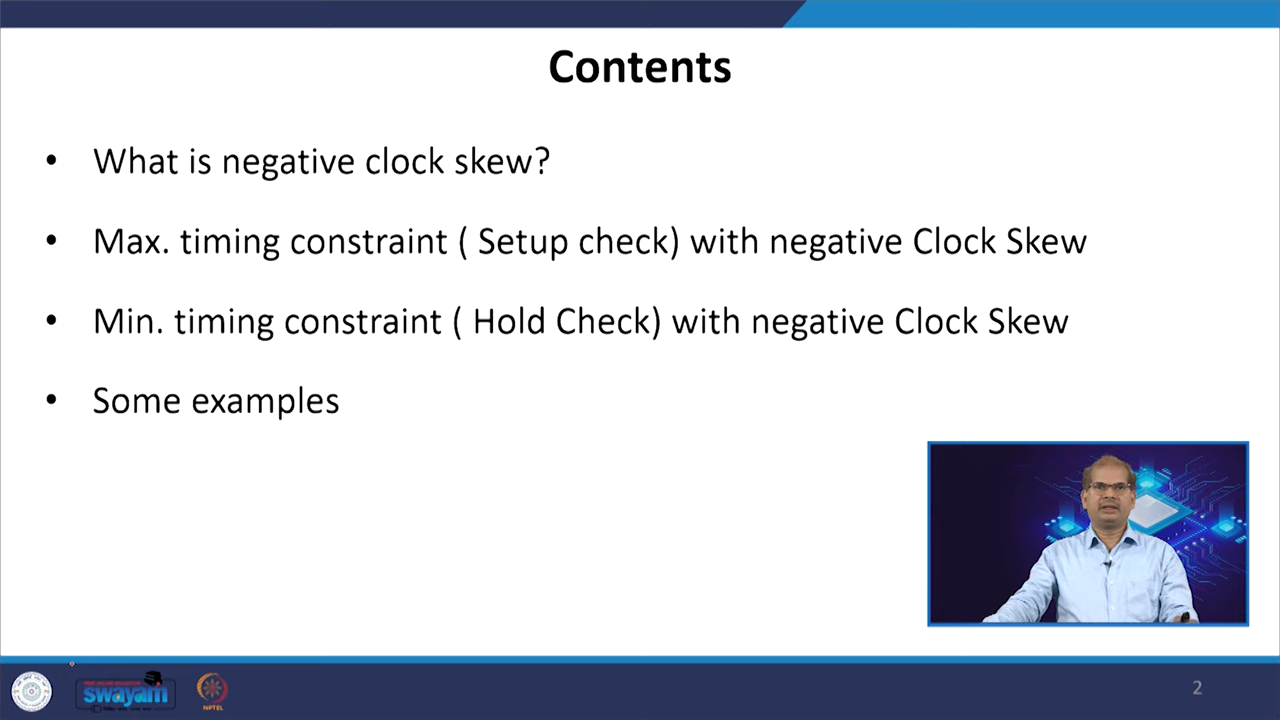 Contents
• What is negative clock skew?
• Max. timing constraint ( Setup check) with negative Clock Skew
• Min. timing constraint ( Hold Check) with negative Clock Skew
• Some examples
swayam
NPTEL
2